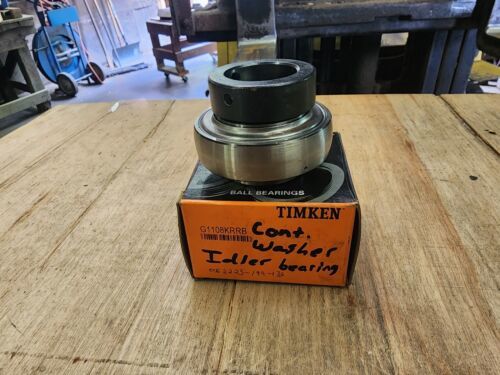 BALL BEARINGS
TIMKEN
G1108KRRB Cont.
Washer
Idler bearing